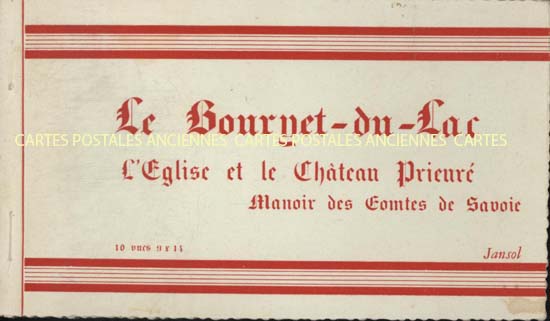 Le Bourget-du-Lac
CARTES POSTALES ANCIENNES CARTES POSTALES ANCIENNES CARTES
L'Eglise et le Château Prieuré
Manoir des Comtes de Savoie
10 vues 9 x 14
Jansol